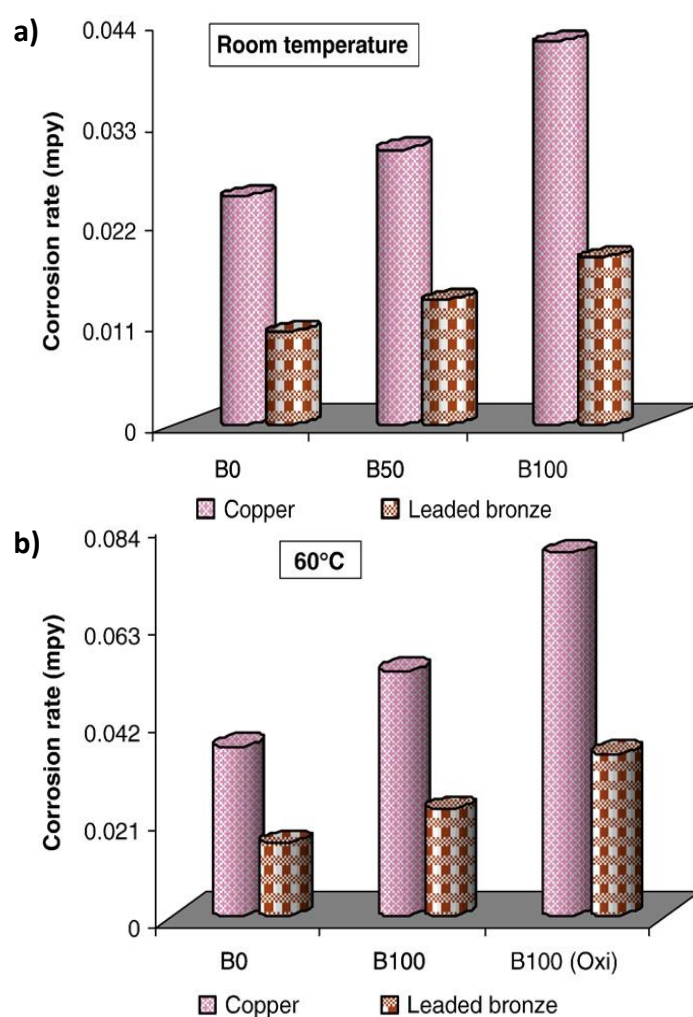 a)
Room temperature
Corrosion rate (mpy)
0.044
0.033
0.022
0.011
0
B0 B50 B100
Copper Leaded bronze
b)
60°C
Corrosion rate (mpy)
0.084
0.063
0.042
0.021
0
B0 B100 B100 (Oxi)
Copper Leaded bronze